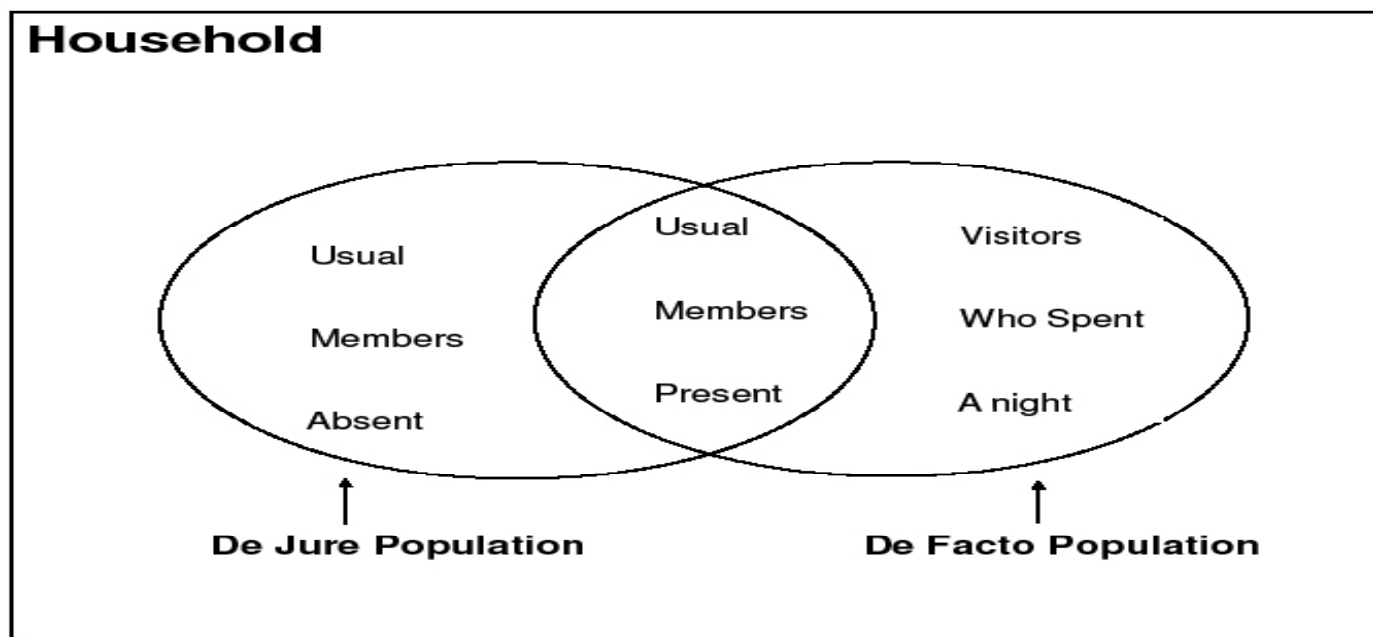 Household
Usual
Members
Absent
Usual
Members
Present
Visitors
Who Spent
A night
De Jure Population
De Facto Population